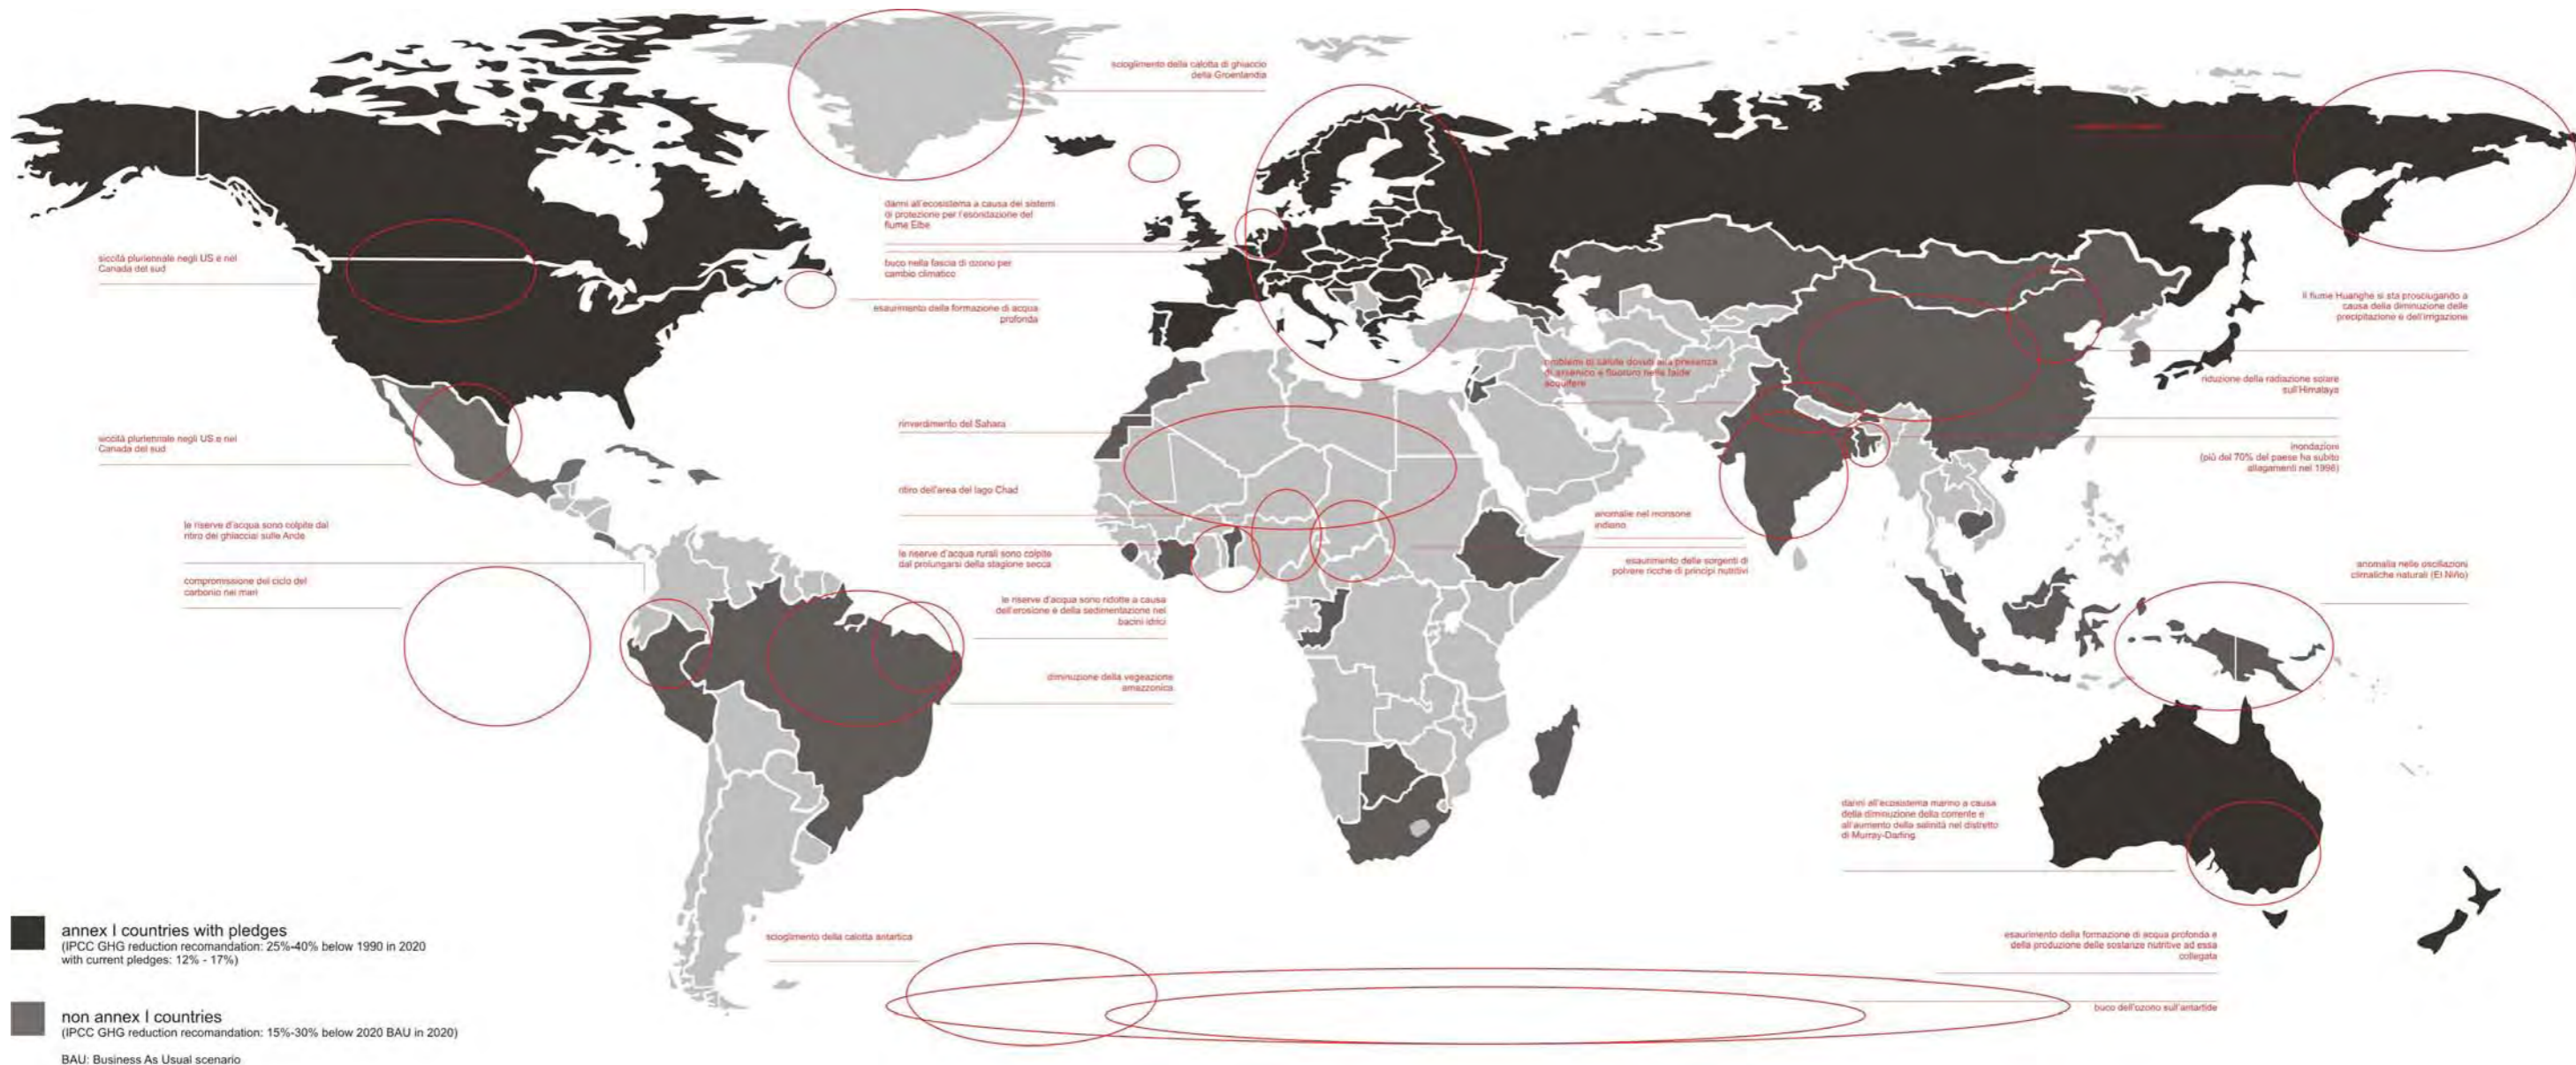 scioglimento della calotta di ghiaccio
della Groenlandia
danni all'ecosistema a causa dei sistemi
di protezione per l'esondazione del
fiume Elbe
buco nella fascia di ozono per
cambio climatico
esaurimento della formazione di acqua
profonda
siccità pluriennale negli US e nel
Canada del sud
Il fiume Huanghe si sta prosciugando a
causa della diminuzione delle
precipitazione e dell'irrigazione
problemi di salute dovuti alla presenza
di arsenico e fluoruro nelle falde
acquifere
riduzione della radiazione solare
sull'Himalaya
rinverdimento del Sahara
siccità pluriennale negli US e nel
Canada del sud
inondazioni
(più del 70% del paese ha subito
allagamenti nel 1998)
ritiro dell'area del lago Chad
anomalie nel monsone
indiano
le riserve d'acqua sono colpite dal
ritiro dei ghiacciai sulle Ande
le riserve d'acqua rurali sono colpite
dal prolungarsi della stagione secca
esaurimento delle sorgenti di
polvere ricche di principi nutritivi
anomalia nelle oscillazioni
climatiche naturali (El Niño)
compromissione del ciclo del
carbonio nei mari
le riserve d'acqua sono ridotte a causa
dell'erosione e della sedimentazione nei
bacini idrici
diminuzione della vegeazione
amazzonica
danni all'ecosistema marino a causa
della diminuzione della corrente e
all'aumento della salinità nel distretto
di Murray-Darling
annex I countries with pledges
(IPCC GHG reduction recomandation: 25%-40% below 1990 in 2020
with current pledges: 12% - 17%)
scioglimento della calotta antartica
esaurimento della formazione di acqua profonda e
della produzione delle sostanze nutritive ad essa
collegata
buco dell'ozono sull'antartide
non annex I countries
(IPCC GHG reduction recomandation: 15%-30% below 2020 BAU in 2020)
BAU: Business As Usual scenario